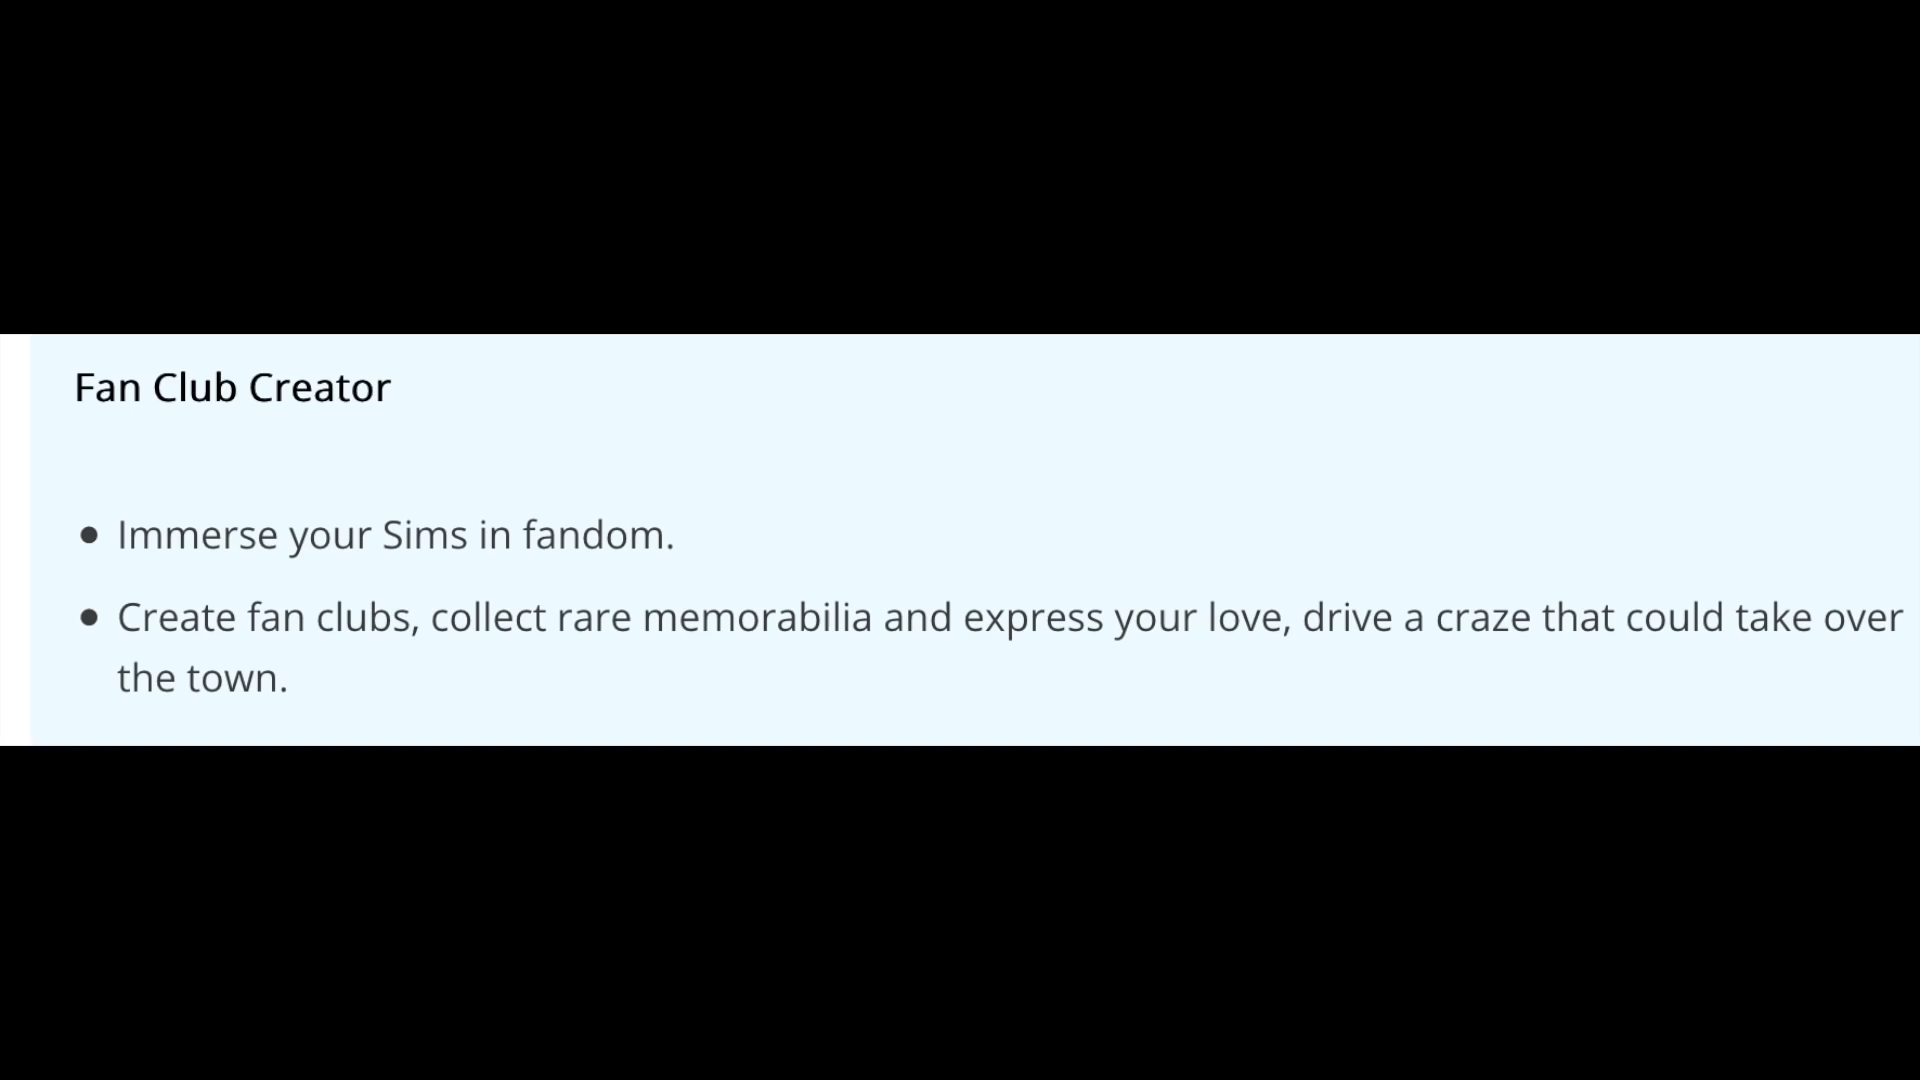 Fan Club Creator
● Immerse your Sims in fandom.
● Create fan clubs, collect rare memorabilia and express your love, drive a craze that could take over
the town.